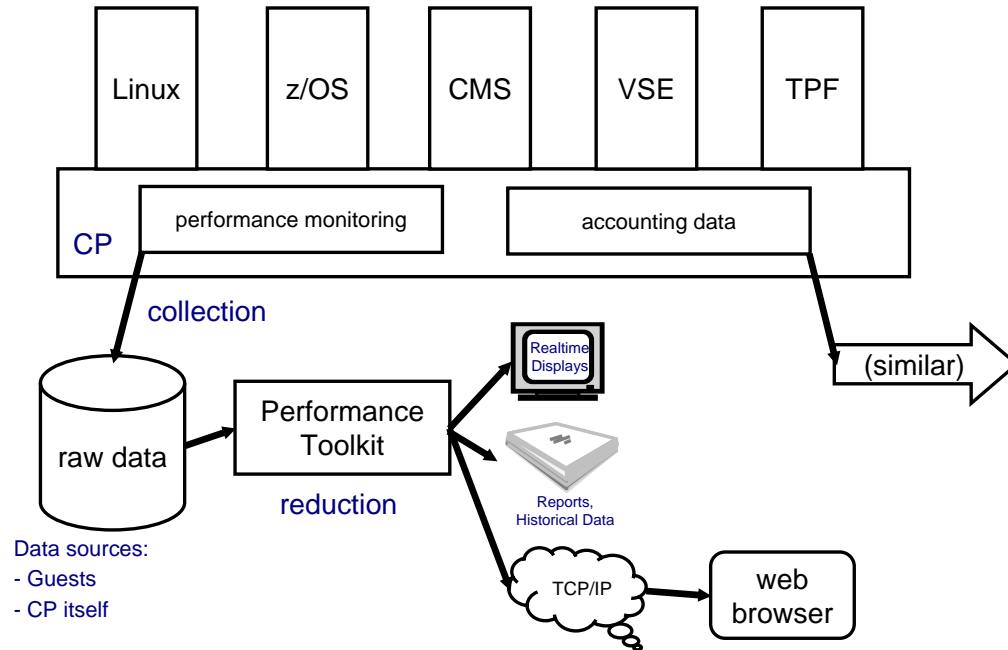 Linux
z/OS
CMS
VSE
TPF
performance monitoring
accounting data
CP
collection
Realtime
Displays
(similar)
raw data
Performance
Toolkit
reduction
Reports,
Historical Data
Data sources:
- Guests
- CP itself
TCP/IP
web
browser